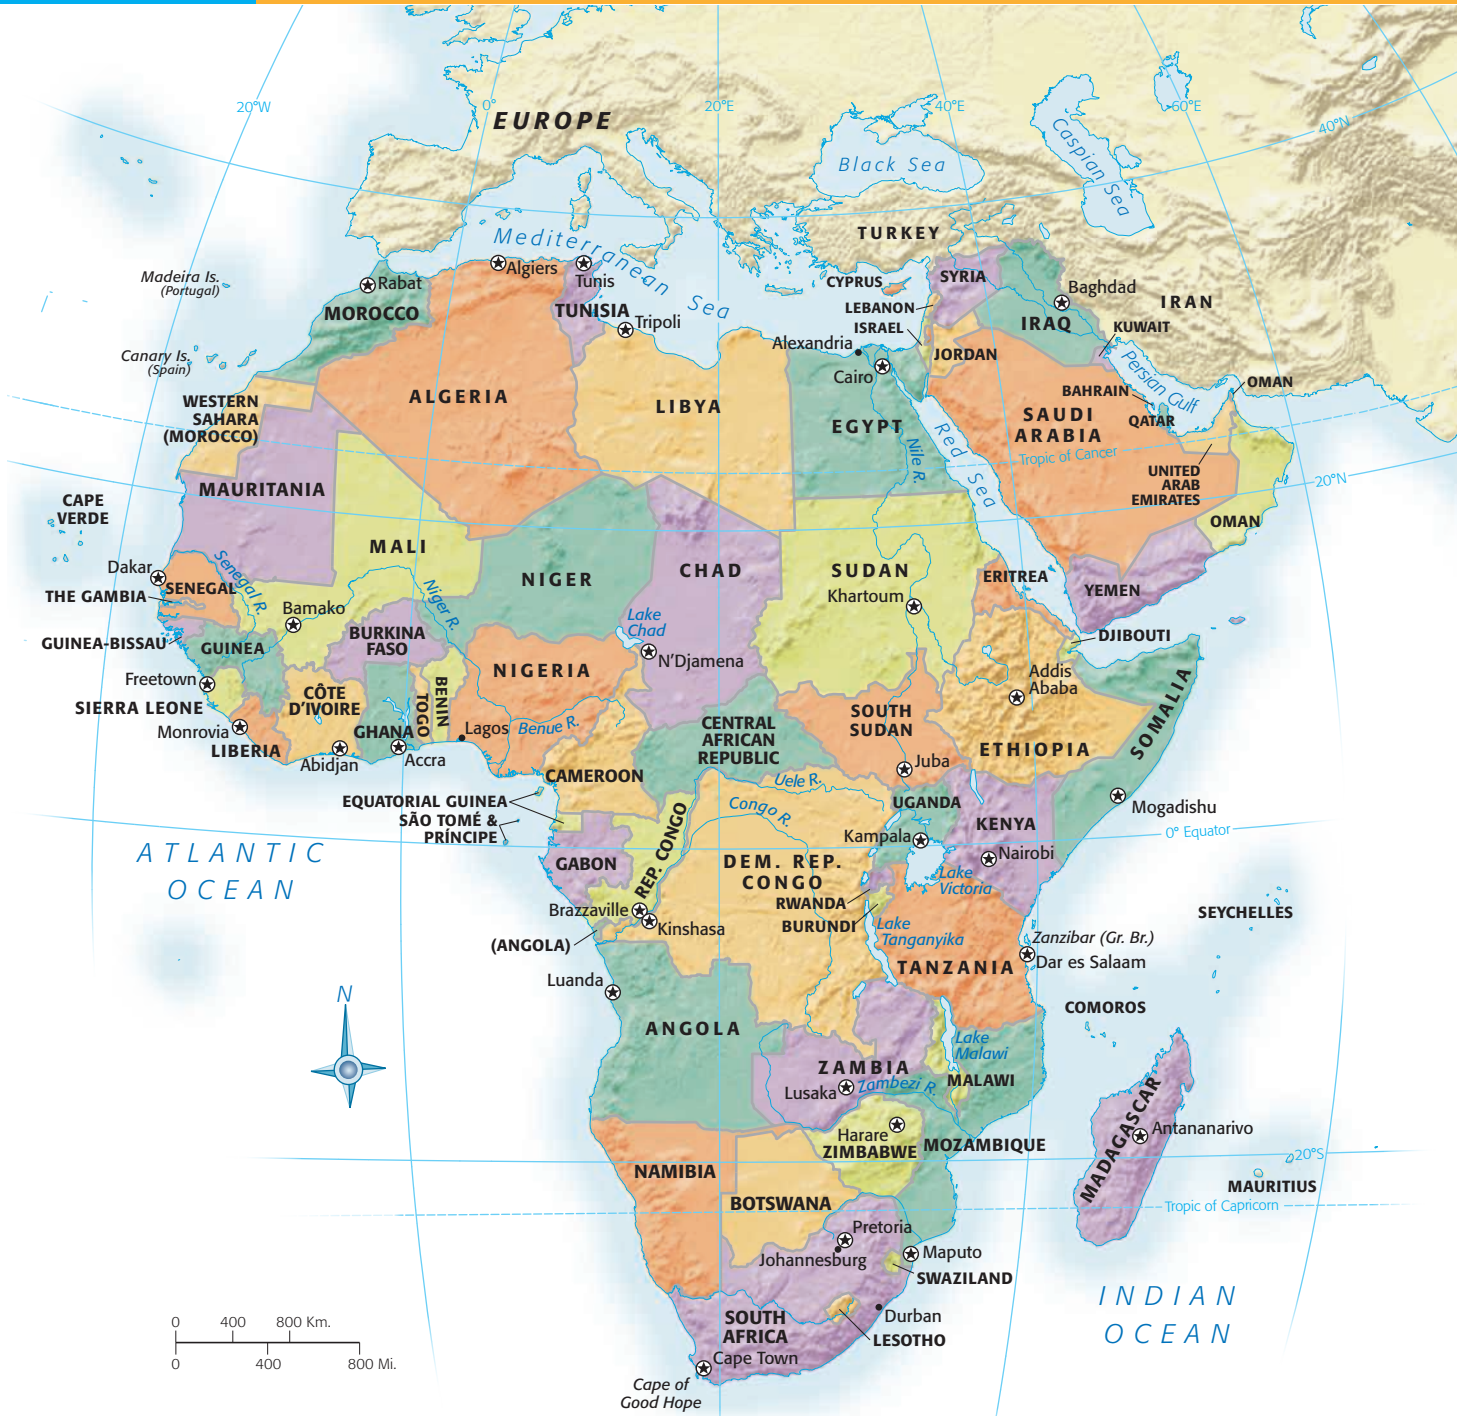 20°W
0°
20°E
40°E
60°E
40°N
EUROPE
Black Sea
Caspian Sea
TURKEY
Mediterranean Sea
Madeira Is.
(Portugal)
Rabat
Algiers
Tunis
CYPRUS
SYRIA
Baghdad
IRAN
MOROCCO
TUNISIA
Tripoli
LEBANON
ISRAEL
IRAQ
KUWAIT
Canary Is.
(Spain)
Alexandria
Cairo
JORDAN
Persian Gulf
OMAN
BAHRAIN
QATAR
WESTERN
SAHARA
(MOROCCO)
ALGERIA
LIBYA
EGYPT
Nile R.
Red Sea
SAUDI
ARABIA
Tropic of Cancer
UNITED
ARAB
EMIRATES
20°N
MAURITANIA
CAPE
VERDE
OMAN
MALI
NIGER
CHAD
SUDAN
Khartoum
ERITREA
YEMEN
Dakar
SENEGAL
Senegal R.
THE GAMBIA
Bamako
Niger R.
Lake
Chad
GUINEA-BISSAU
GUINEA
BURKINA
FASO
NIGERIA
N'Djamena
DJIBOUTI
Addis
Ababa
SOMALIA
Freetown
SIERRA LEONE
CÔTE
D'IVOIRE
GHANA
TOGO
BENIN
Lagos
Benue R.
CENTRAL
AFRICAN
REPUBLIC
SOUTH
SUDAN
ETHIOPIA
Monrovia
LIBERIA
Abidjan
Accra
CAMEROON
Juba
Uele R.
Congo R.
UGANDA
Mogadishu
EQUATORIAL GUINEA
SÃO TOMÉ &
PRÍNCIPE
KENYA
Kampala
Nairobi
0° Equator
ATLANTIC
OCEAN
GABON
REP. CONGO
DEM. REP.
CONGO
Lake
Victoria
RWANDA
BURUNDI
Brazzaville
Kinshasa
(ANGOLA)
Lake
Tanganyika
SEYCHELLES
Zanzibar (Gr. Br.)
Dar es Salaam
TANZANIA
Luanda
N
COMOROS
ANGOLA
Lake
Malawi
ZAMBIA
MALAWI
Lusaka
Zambezi R.
MADAGASCAR
Antananarivo
Harare
ZIMBABWE
MOZAMBIQUE
20°S
NAMIBIA
MAURITIUS
BOTSWANA
Tropic of Capricorn
Pretoria
Johannesburg
Maputo
SWAZILAND
INDIAN
OCEAN
0 400 800 Km.
0 400 800 Mi.
SOUTH
AFRICA
Durban
LESOTHO
Cape Town
Cape of
Good Hope